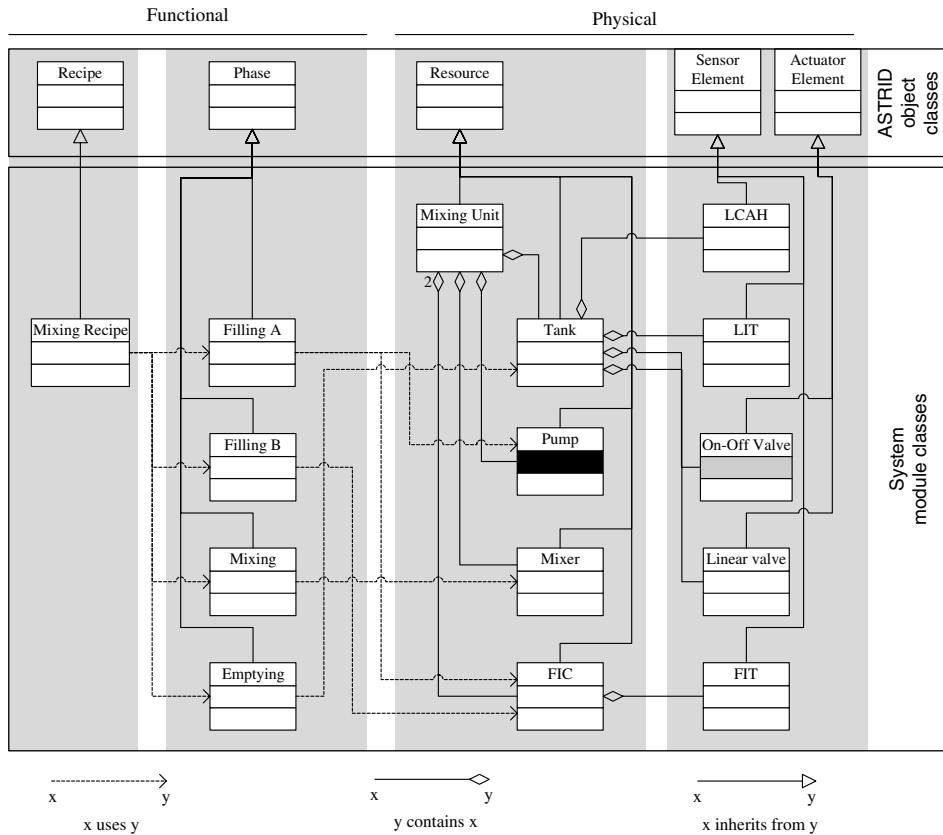 Functional
Physical
Recipe
Phase
Resource
Sensor
Element
Actuator
Element
ASTRID
object
classes
Mixing Unit
LCAH
2
Mixing Recipe
Filling A
Tank
LIT
Filling B
Pump
On-Off Valve
System
module classes
Mixing
Mixer
Linear valve
Emptying
FIC
FIT
x y
x uses y
x y
y contains x
x y
x inherits from y